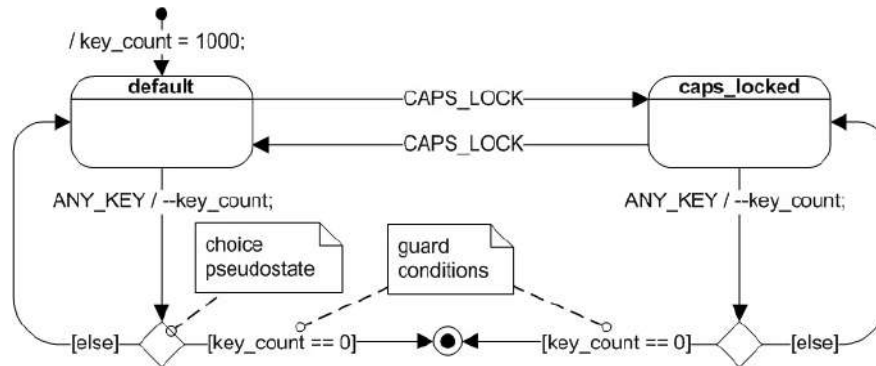 / key_count = 1000;
default
caps_locked
CAPS_LOCK
CAPS_LOCK
ANY_KEY / --key_count;
ANY_KEY / --key_count;
choice
pseudostate
guard
conditions
[else]
[key_count == 0]
[key_count == 0]
[else]